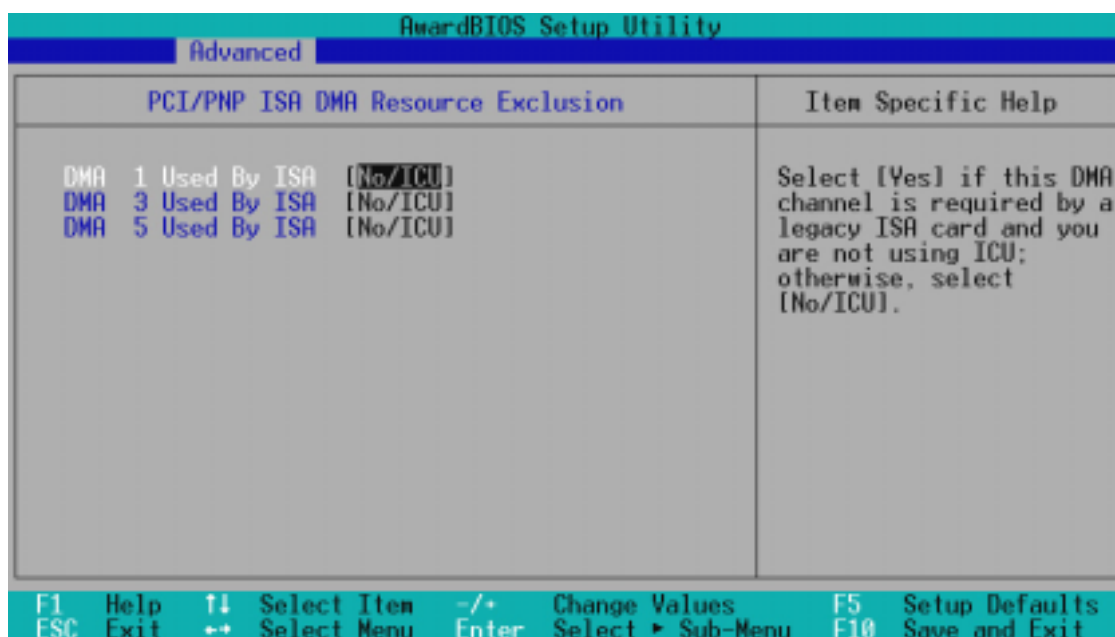 AwardBIOS Setup Utility
Advanced
PCI/PNP ISA DMA Resource Exclusion
DMA 1 Used By ISA [No/ICU]
DMA 3 Used By ISA [No/ICU]
DMA 5 Used By ISA [No/ICU]
Item Specific Help
Select [Yes] if this DMA
channel is required by a
legacy ISA card and you
are not using ICU;
otherwise, select
[No/ICU].
F1 Help ↑↓ Select Item -/+ Change Values F5 Setup Defaults
ESC Exit ←→ Select Menu Enter Select ► Sub-Menu F10 Save and Exit